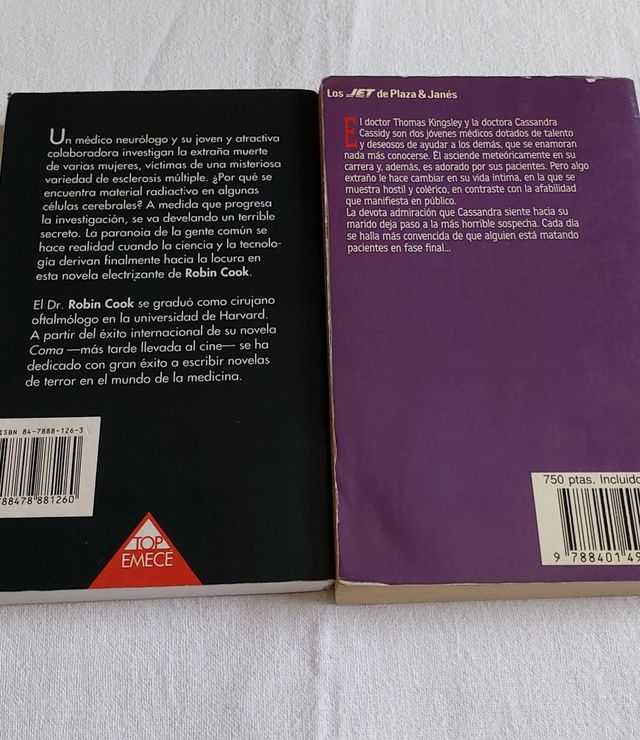 Un médico neurólogo y su joven y atractiva
colaboradora investigan la extraña muerte
de varias mujeres, víctimas de una misteriosa
variedad de esclerosis múltiple. ¿Por qué se
encuentra material radiactivo en algunas
células cerebrales? A medida que progresa
la investigación, se va develando un terrible
secreto. La paranoia de la gente común se
hace realidad cuando la ciencia y la tecnolo-
gía derivan finalmente hacia la locura en
esta novela electrizante de Robin Cook.
El Dr. Robin Cook se graduó como cirujano
oftalmólogo en la universidad de Harvard.
A partir del éxito internacional de su novela
Coma —más tarde llevada al cine— se ha
dedicado con gran éxito a escribir novelas
de terror en el mundo de la medicina.
ISBN 84-7888-126-3
788478 881260
TOP
EMECÉ
Los JET de Plaza & Janés
El doctor Thomas Kingsley y la doctora Cassandra
Cassidy son dos jóvenes médicos dotados de talento
y deseosos de ayudar a los demás, que se enamoran
nada más conocerse. El asciende meteóricamente en su
carrera y, además, es adorado por sus pacientes. Pero algo
extraño le hace cambiar en su vida íntima, en la que se
muestra hostil y colérico, en contraste con la afabilidad
que manifiesta en público.
La devota admiración que Cassandra siente hacia su
marido deja paso a la más horrible sospecha. Cada día
se halla más convencida de que alguien está matando
pacientes en fase final...
750 ptas. Incluido
9 788401 49